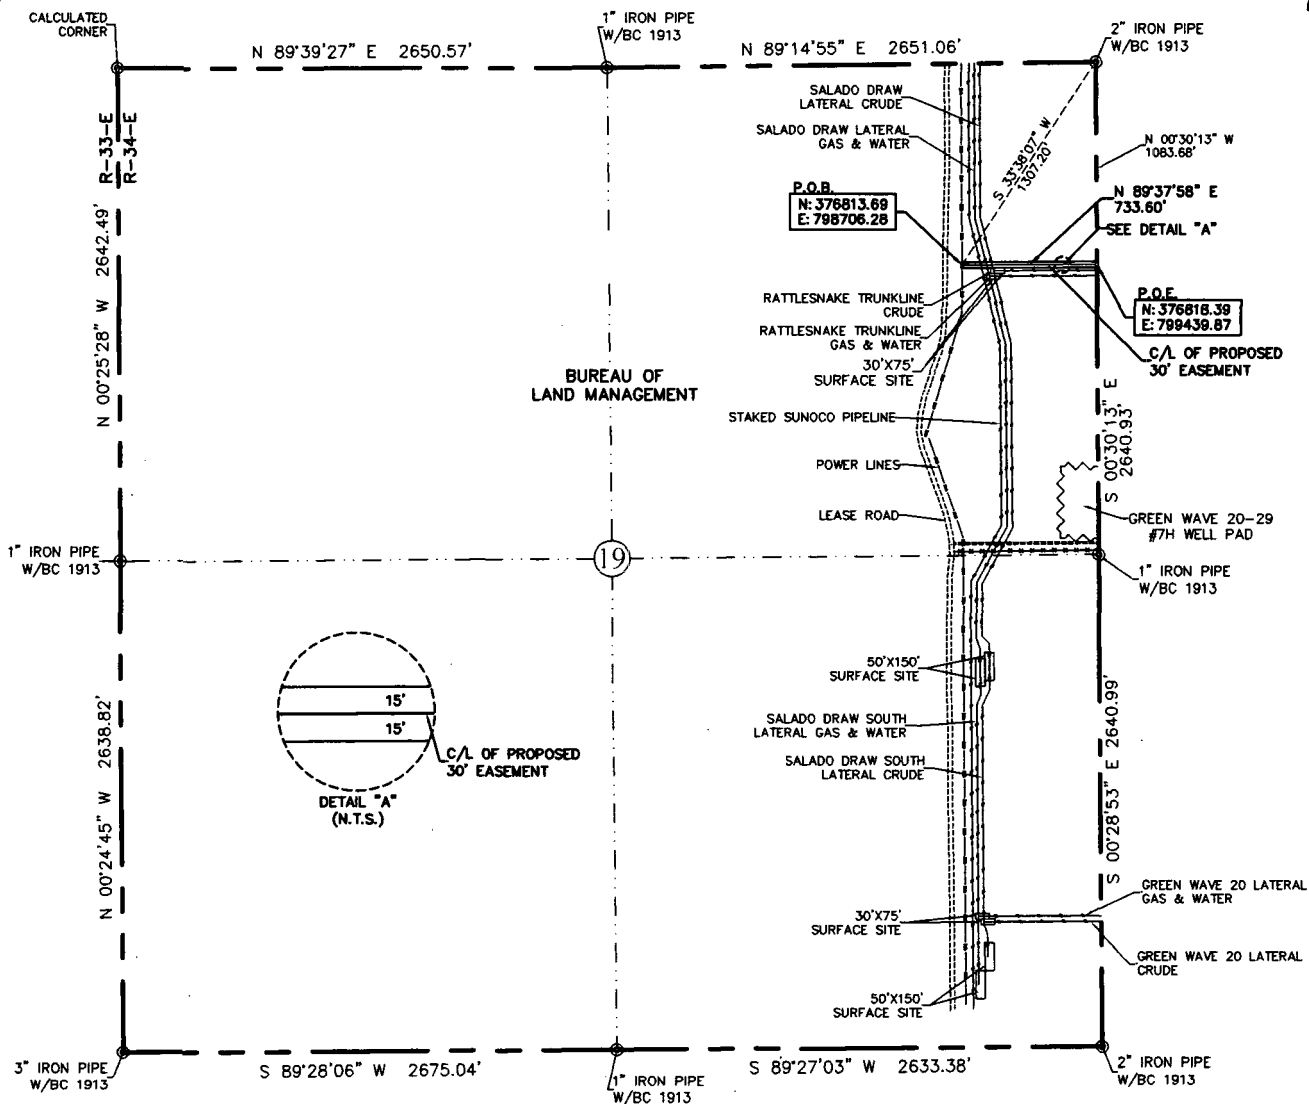 CALCULATED
CORNER
N 89°39'27" E 2650.57'
1" IRON PIPE
W/BC 1913
N 89°14'55" E 2651.06'
2" IRON PIPE
W/BC 1913
R-33-E
R-34-E
SALADO DRAW
LATERAL CRUDE
SALADO DRAW LATERAL
GAS & WATER
S 33°38'07" W
1307.20'
N 00°30'13" W
1083.68'
P.O.B.
N: 376813.69
E: 798706.28
N 89°37'58" E
733.60'
SEE DETAIL "A"
N 00°25'28" W 2642.49'
RATTLESNAKE TRUNKLINE
CRUDE
RATTLESNAKE TRUNKLINE
GAS & WATER
30'X75'
SURFACE SITE
P.O.E.
N: 376818.39
E: 799439.87
C/L OF PROPOSED
30' EASEMENT
BUREAU OF
LAND MANAGEMENT
STAKED SUNOCO PIPELINE
S 00°30'13" E
2640.93'
POWER LINES
LEASE ROAD
GREEN WAVE 20-29
#7H WELL PAD
1" IRON PIPE
W/BC 1913
19
1" IRON PIPE
W/BC 1913
50'X150'
SURFACE SITE
15'
15'
C/L OF PROPOSED
30' EASEMENT
DETAIL "A"
(N.T.S.)
N 00°24'45" W 2638.82'
SALADO DRAW SOUTH
LATERAL GAS & WATER
SALADO DRAW SOUTH
LATERAL CRUDE
S 00°28'53" E 2640.99'
GREEN WAVE 20 LATERAL
GAS & WATER
30'X75'
SURFACE SITE
GREEN WAVE 20 LATERAL
CRUDE
50'X150'
SURFACE SITE
3" IRON PIPE
W/BC 1913
S 89°28'06" W 2675.04'
1" IRON PIPE
W/BC 1913
S 89°27'03" W 2633.38'
2" IRON PIPE
W/BC 1913